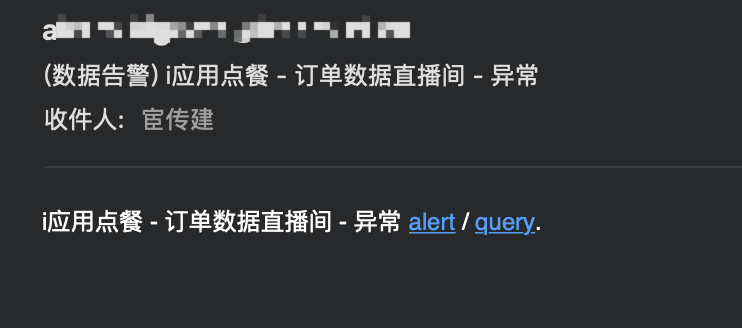 (数据告警) i应用点餐 - 订单数据直播间 - 异常
收件人: 宦传建
i应用点餐 - 订单数据直播间 - 异常 alert / query.